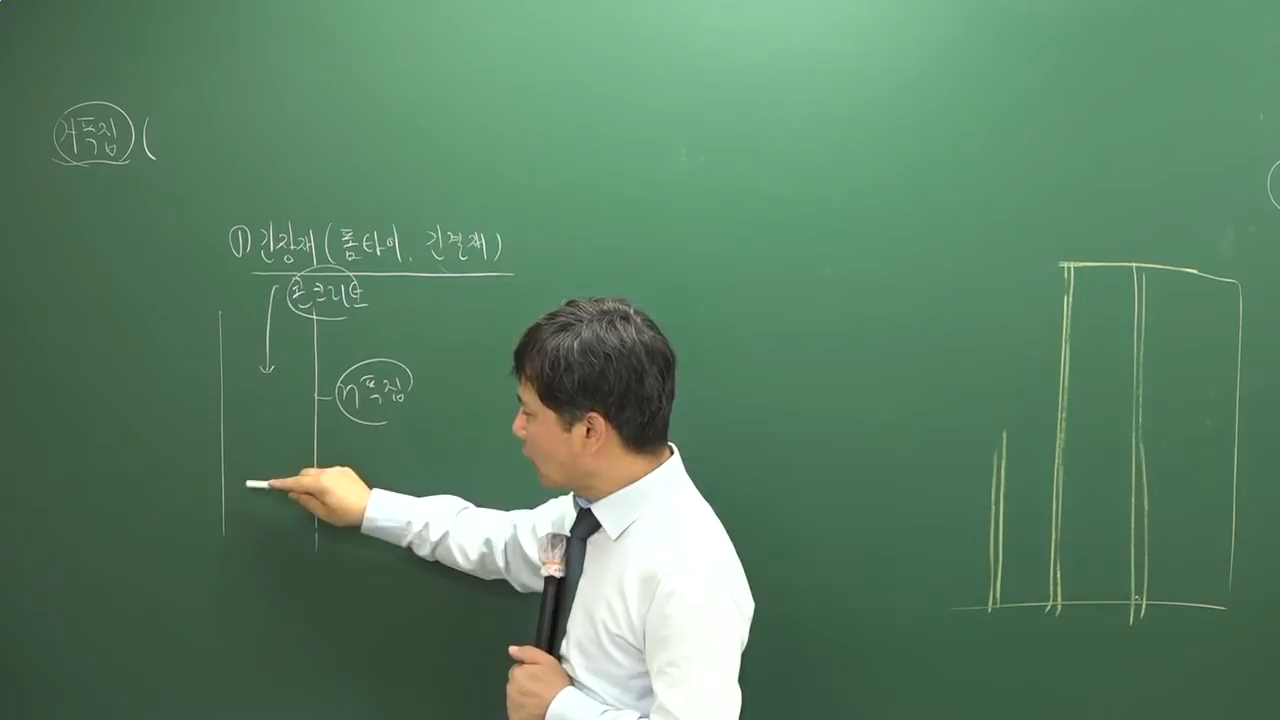 거푸집 (
① 긴장재 (폼타이, 긴결재)
콘크리트
거푸집